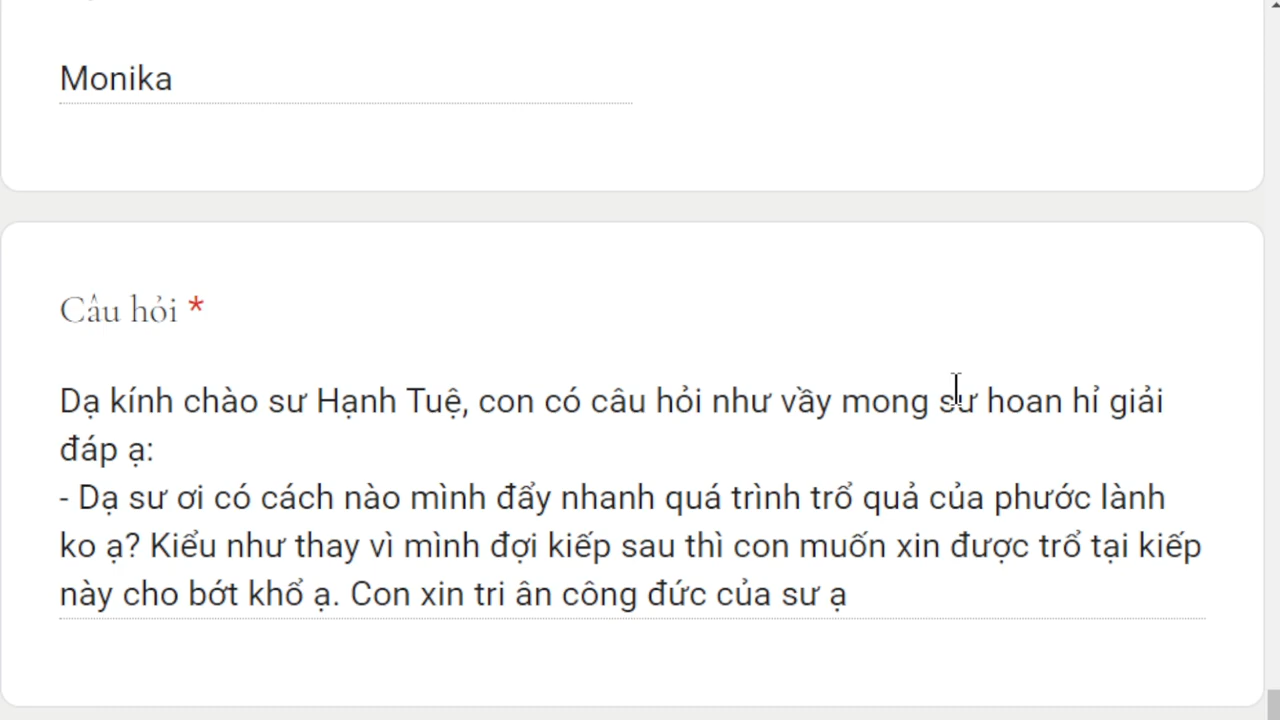 Monika
Câu hỏi *
Dạ kính chào sư Hạnh Tuệ, con có câu hỏi như vầy mong sư hoan hỉ giải
đáp ạ:
- Dạ sư ơi có cách nào mình đẩy nhanh quá trình trổ quả của phước lành
ko ạ? Kiểu như thay vì mình đợi kiếp sau thì con muốn xin được trổ tại kiếp
này cho bớt khổ ạ. Con xin tri ân công đức của sư ạ